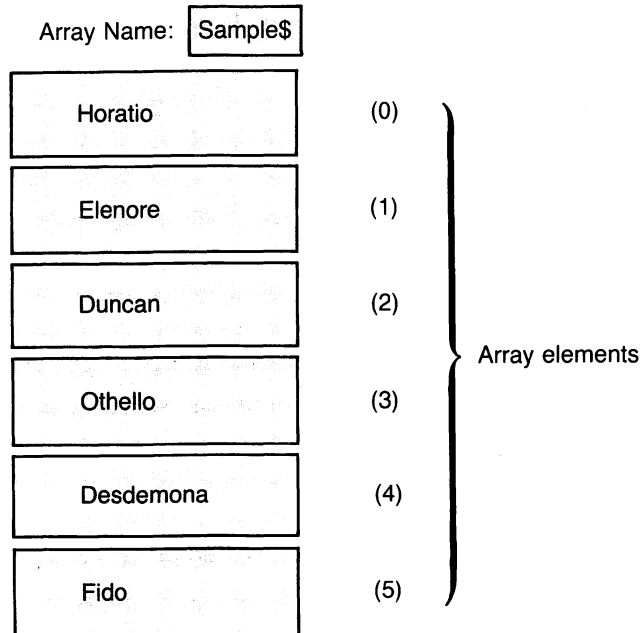 Array Name: Sample$
Horatio (0)
Elenore (1)
Duncan (2)
Array elements
Othello (3)
Desdemona (4)
Fido (5)